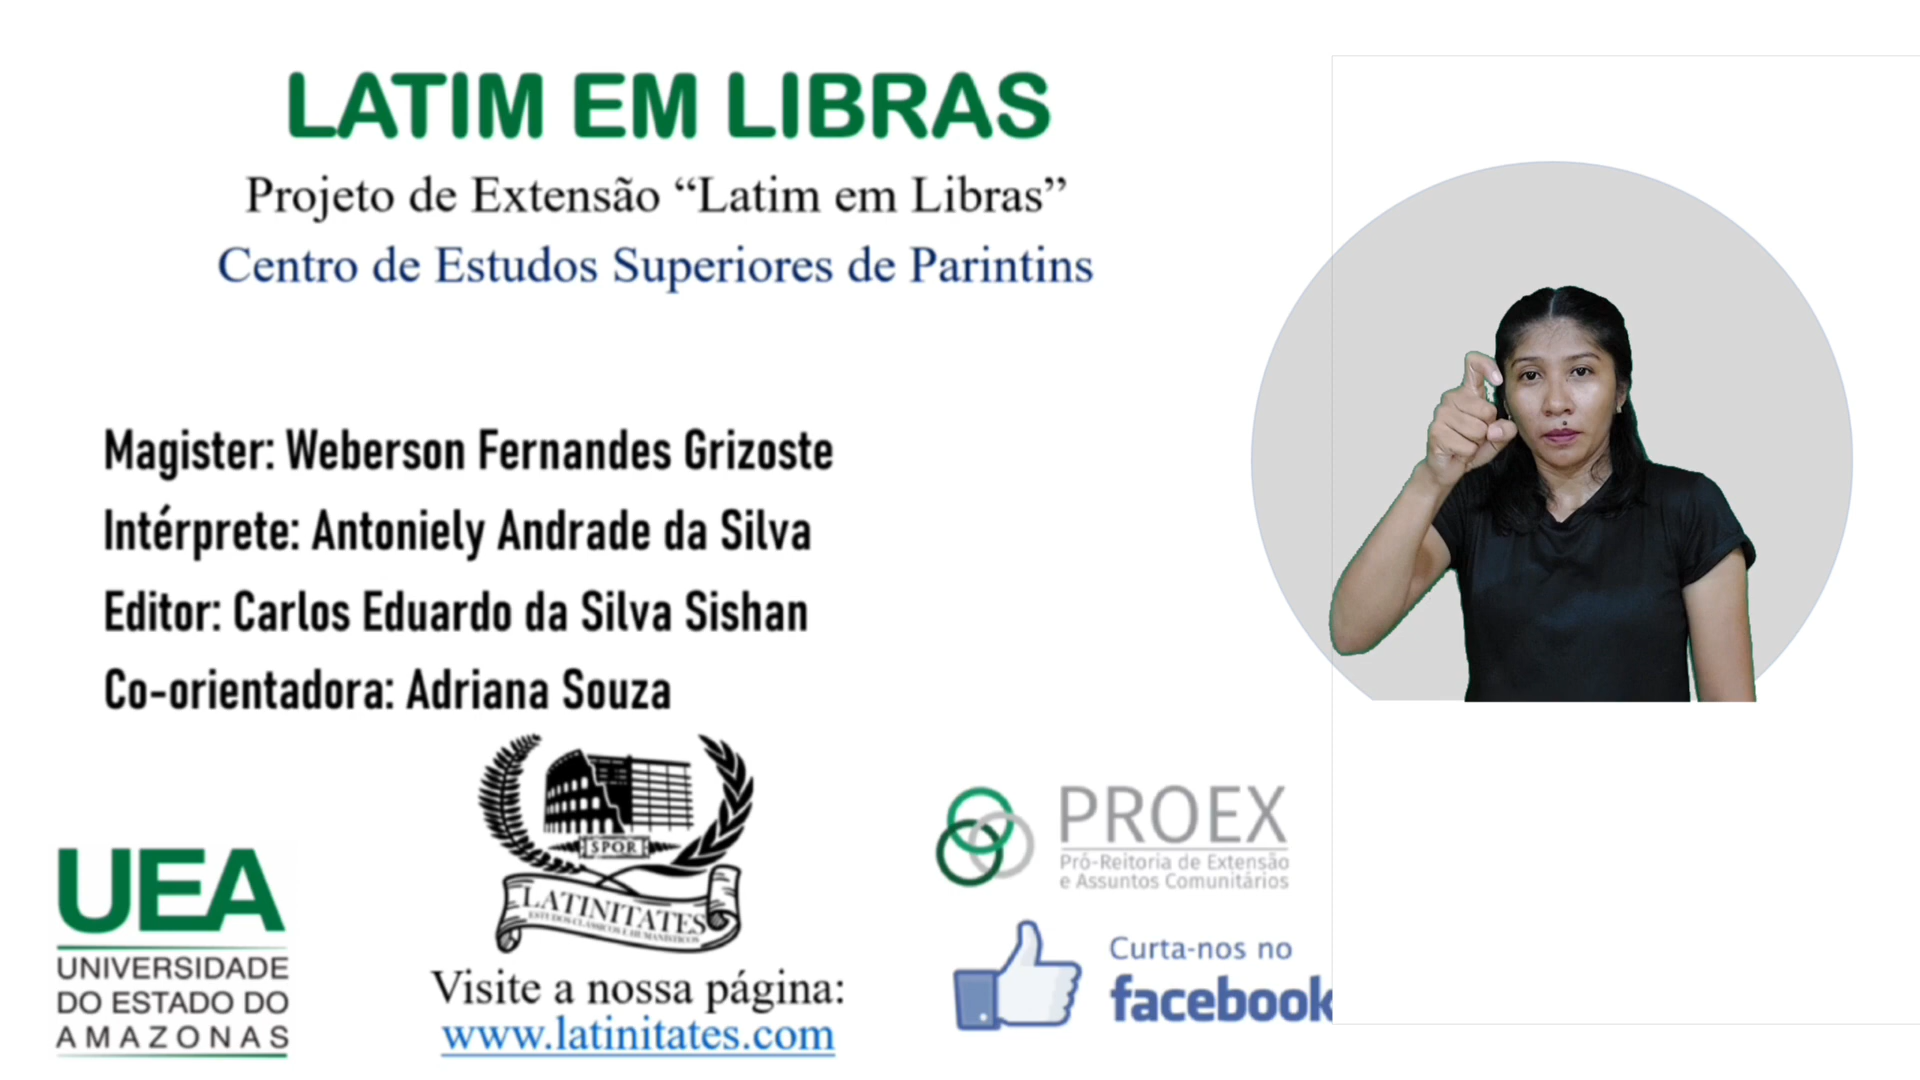 LATIM EM LIBRAS
Projeto de Extensão “Latim em Libras”
Centro de Estudos Superiores de Parintins
Magister: Weberson Fernandes Grizoste
Intérprete: Antoniely Andrade da Silva
Editor: Carlos Eduardo da Silva Sishan
Co-orientadora: Adriana Souza
SPQR
LATINITATES
ESTUDOS CLÁSSICOS E HUMANÍSTICOS
Visite a nossa página:
www.latinitates.com
UEA
UNIVERSIDADE
DO ESTADO DO
AMAZONAS
PROEX
Pró-Reitoria de Extensão
e Assuntos Comunitários
Curta-nos no
facebook